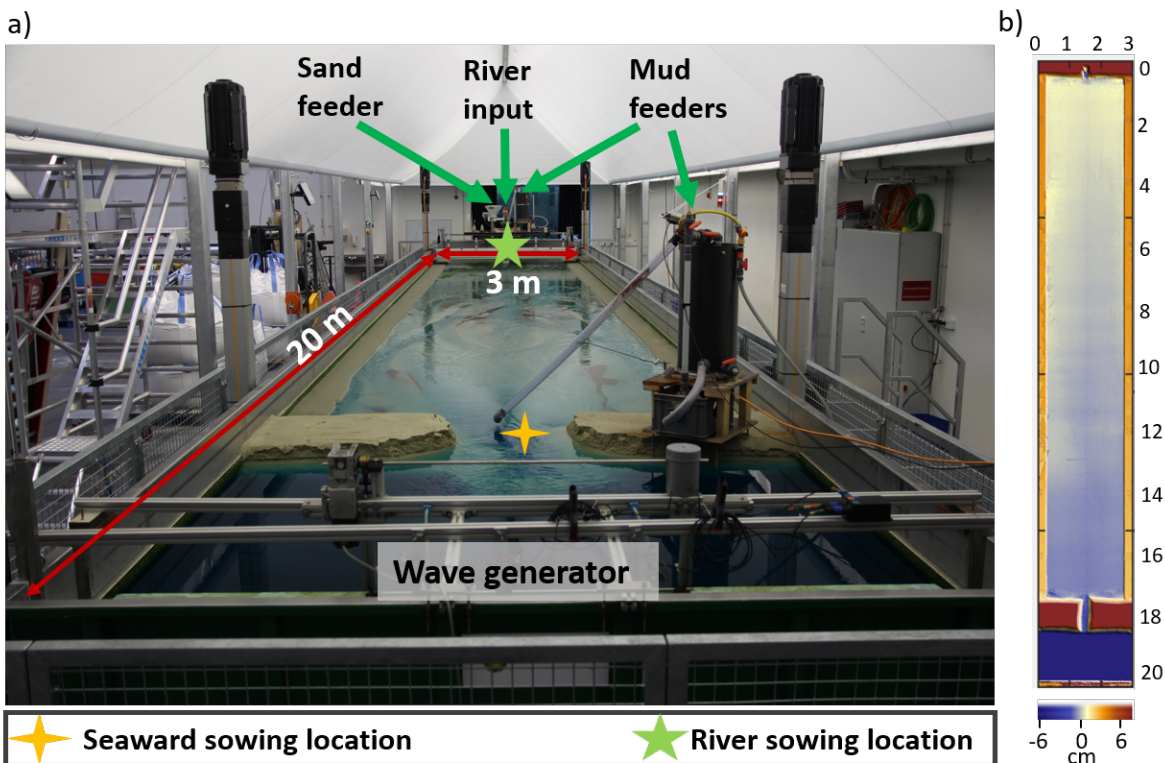 a)
Sand
feeder
River
input
Mud
feeders
3 m
20 m
Wave generator
Seaward sowing location
River sowing location
b)
0 1 2 3
0
2
4
6
8
10
12
14
16
18
20
-6 0 6
cm